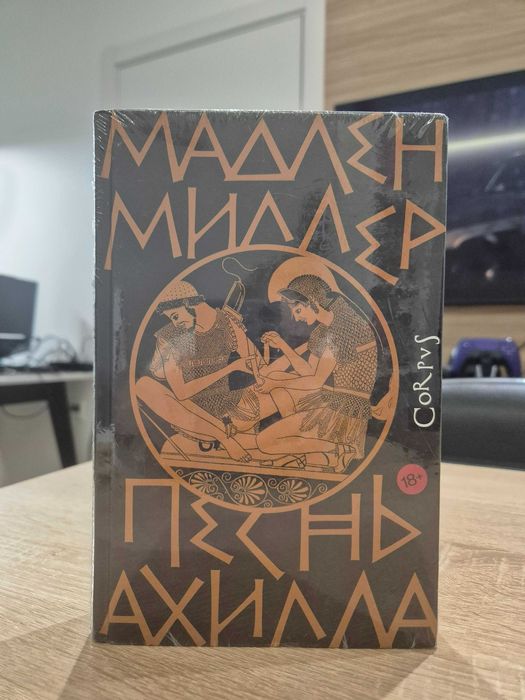 МАДЛЕН
МИЛЛЕР
CORPVS
18+
ПЕСНЬ
АХИЛЛА